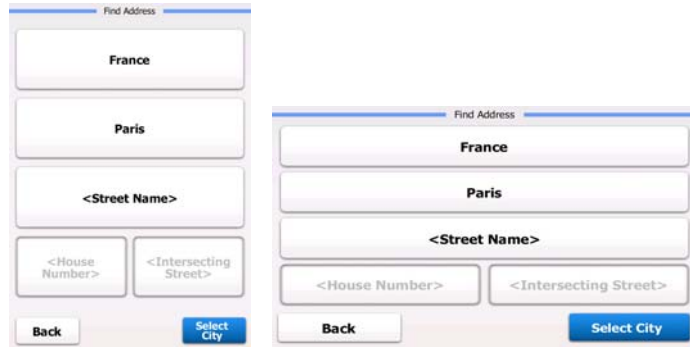 Find Address
France
Paris
<Street Name>
<House
Number>
<Intersecting
Street>
Back
Select
City
Find Address
France
Paris
<Street Name>
<House Number>
<Intersecting Street>
Back
Select City